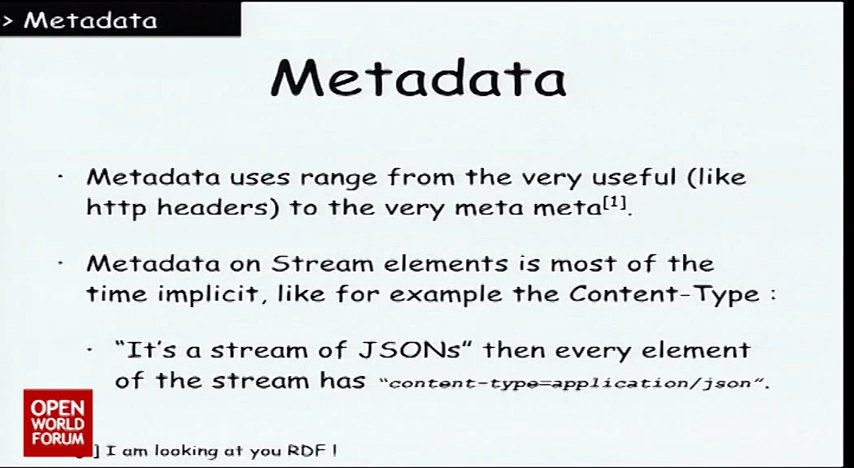 > Metadata
Metadata
· Metadata uses range from the very useful (like
http headers) to the very meta meta[1].
· Metadata on Stream elements is most of the
time implicit, like for example the Content-Type :
· “It's a stream of JSONs” then every element
of the stream has “content-type=application/json”.
OPEN
WORLD
FORUM
] I am looking at you RDF !